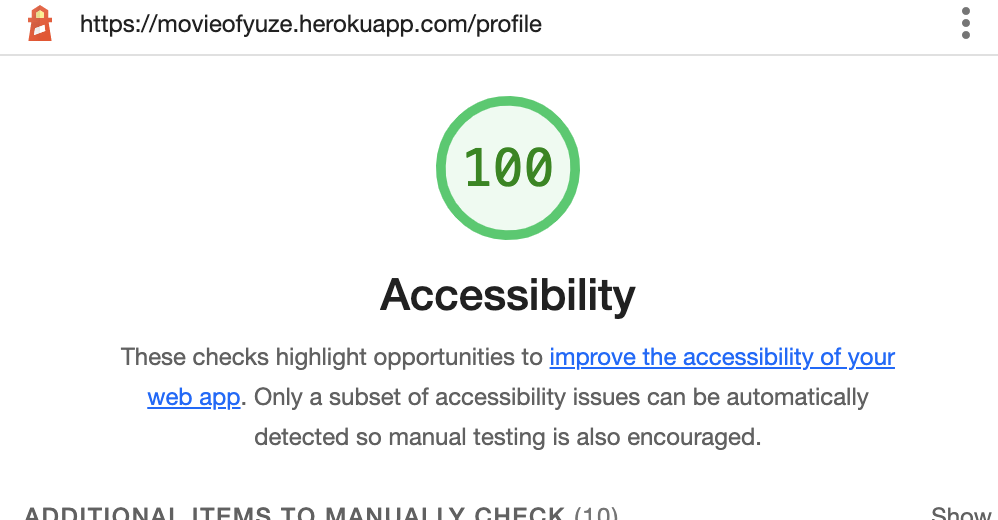 https://movieofyuze.herokuapp.com/profile
100
Accessibility
These checks highlight opportunities to improve the accessibility of your
web app. Only a subset of accessibility issues can be automatically
detected so manual testing is also encouraged.
ADDITIONAL ITEMS TO MANUALLY CHECK (10) Show